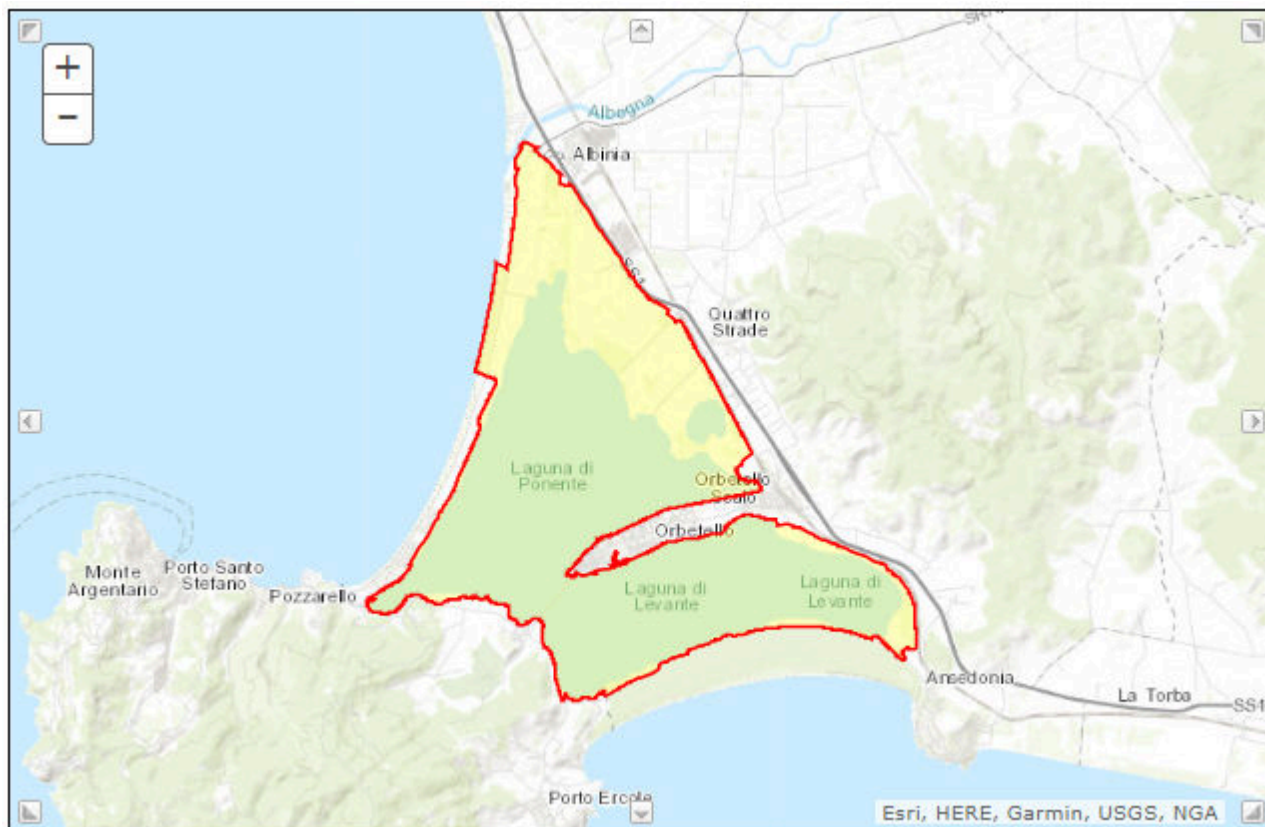 +
−
Albegna
Albinia
SS1
Quattro
Strade
Laguna di
Ponente
Orbetello
Scalo
Orbetello
Monte
Argentario
Porto Santo
Stefano
Pozzarello
Laguna di
Levante
Laguna di
Levante
Ansedonia
La Torba
SS1
Porto Ercole
Esri, HERE, Garmin, USGS, NGA